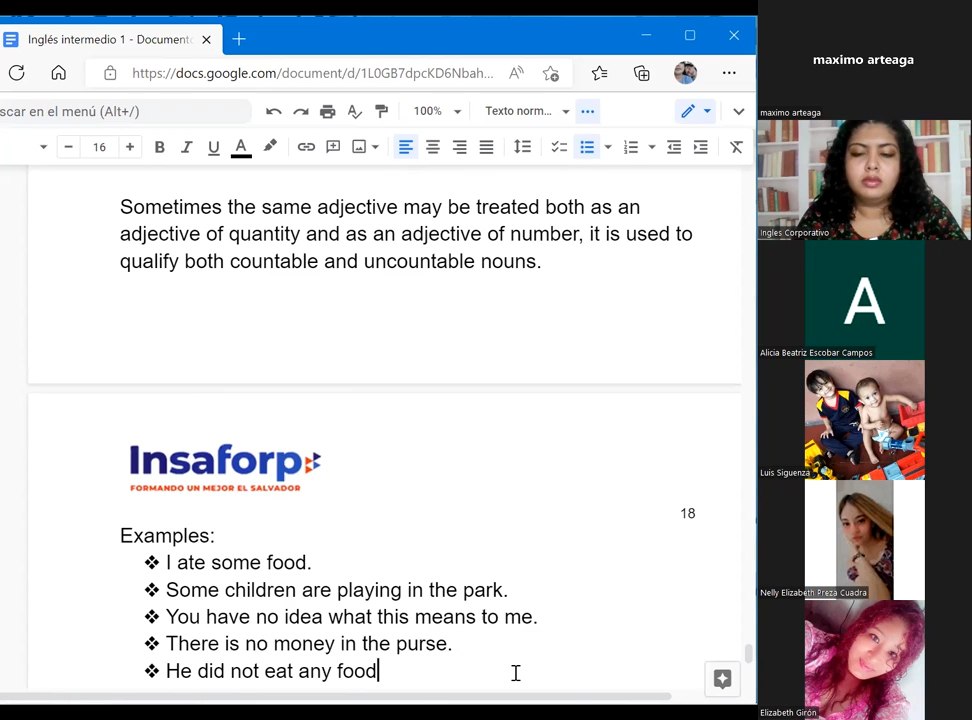 Inglés intermedio 1 - Documento
https://docs.google.com/document/d/1L0GB7dpcKD6Nbah...
scar en el menú (Alt+/)
100%
Texto norm...
16
Sometimes the same adjective may be treated both as an
adjective of quantity and as an adjective of number, it is used to
qualify both countable and uncountable nouns.
Insaforp
FORMANDO UN MEJOR EL SALVADOR
18
Examples:
❖ I ate some food.
❖ Some children are playing in the park.
❖ You have no idea what this means to me.
❖ There is no money in the purse.
❖ He did not eat any food
maximo arteaga
maximo arteaga
Ingles Corporativo
A
Alicia Beatriz Escobar Campos
Luis Siguenza
Nelly Elizabeth Preza Cuadra
Elizabeth Girón